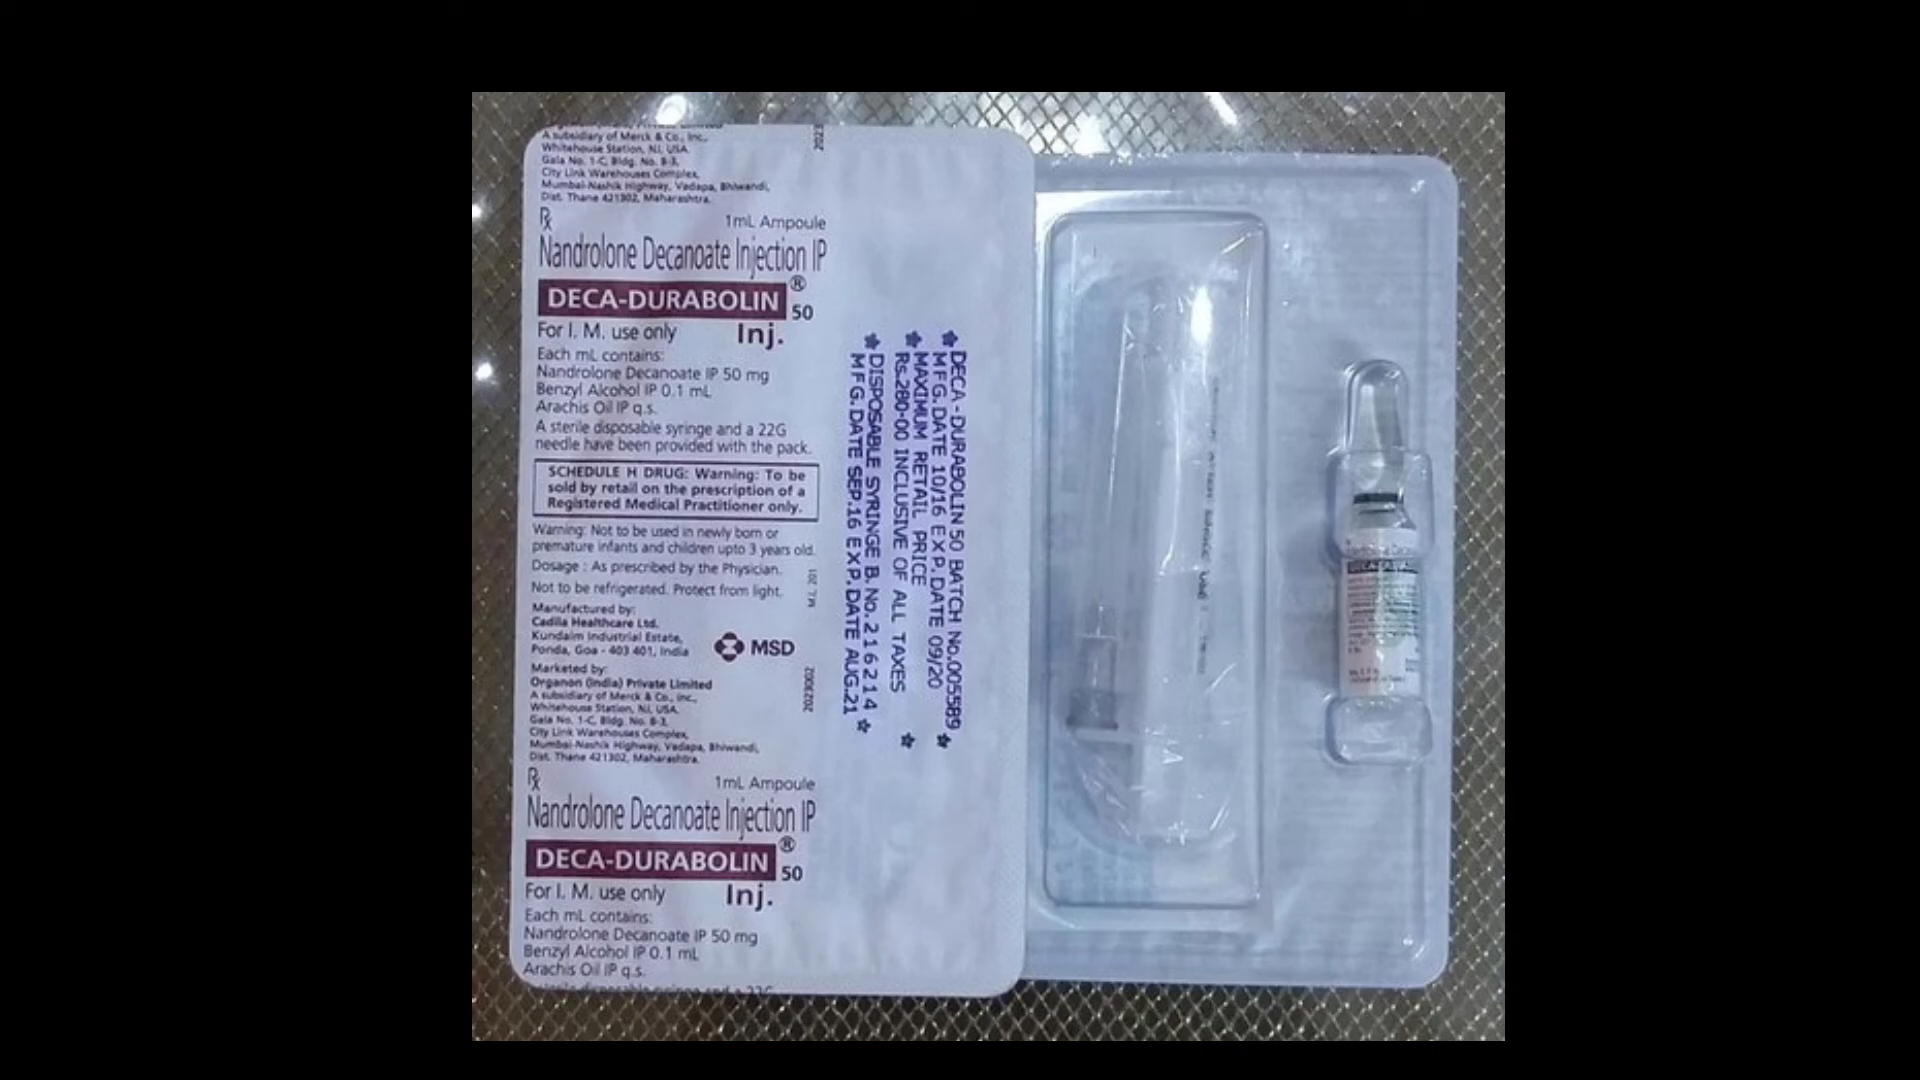 A subsidiary of Merck & Co., Inc.,
Whitehouse Station, NJ, USA.
Gala No. 1-C, Bldg. No. B-3,
City Link Warehouses Complex,
Mumbai-Nashik Highway, Vadapa, Bhiwandi,
Dist. Thane 421302, Maharashtra.
Rx 1mL Ampoule
Nandrolone Decanoate Injection IP
DECA-DURABOLIN® 50
For I. M. use only Inj.
Each mL contains:
Nandrolone Decanoate IP 50 mg
Benzyl Alcohol IP 0.1 mL
Arachis Oil IP q.s.
A sterile disposable syringe and a 22G
needle have been provided with the pack.
SCHEDULE H DRUG: Warning: To be
sold by retail on the prescription of a
Registered Medical Practitioner only.
Warning: Not to be used in newly born or
premature infants and children upto 3 years old.
Dosage : As prescribed by the Physician.
Not to be refrigerated. Protect from light.
Manufactured by:
Cadila Healthcare Ltd.
Kundaim Industrial Estate,
Ponda, Goa - 403 401, India
MSD
Marketed by:
Organon (India) Private Limited
A subsidiary of Merck & Co., Inc.,
Whitehouse Station, NJ, USA.
Gala No. 1-C, Bldg. No. B-3,
City Link Warehouses Complex,
Mumbai-Nashik Highway, Vadapa, Bhiwandi,
Dist. Thane 421302, Maharashtra.
Rx 1mL Ampoule
Nandrolone Decanoate Injection IP
DECA-DURABOLIN® 50
For I. M. use only Inj.
Each mL contains:
Nandrolone Decanoate IP 50 mg
Benzyl Alcohol IP 0.1 mL
Arachis Oil IP q.s.
DECA-DURABOLIN 50 BATCH No.005589
MFG.DATE 10/16 EXP.DATE 09/20
MAXIMUM RETAIL PRICE
Rs.280-00 INCLUSIVE OF ALL TAXES
DISPOSABLE SYRINGE B.No.216214
MFG.DATE SEP.16 EXP.DATE AUG.21